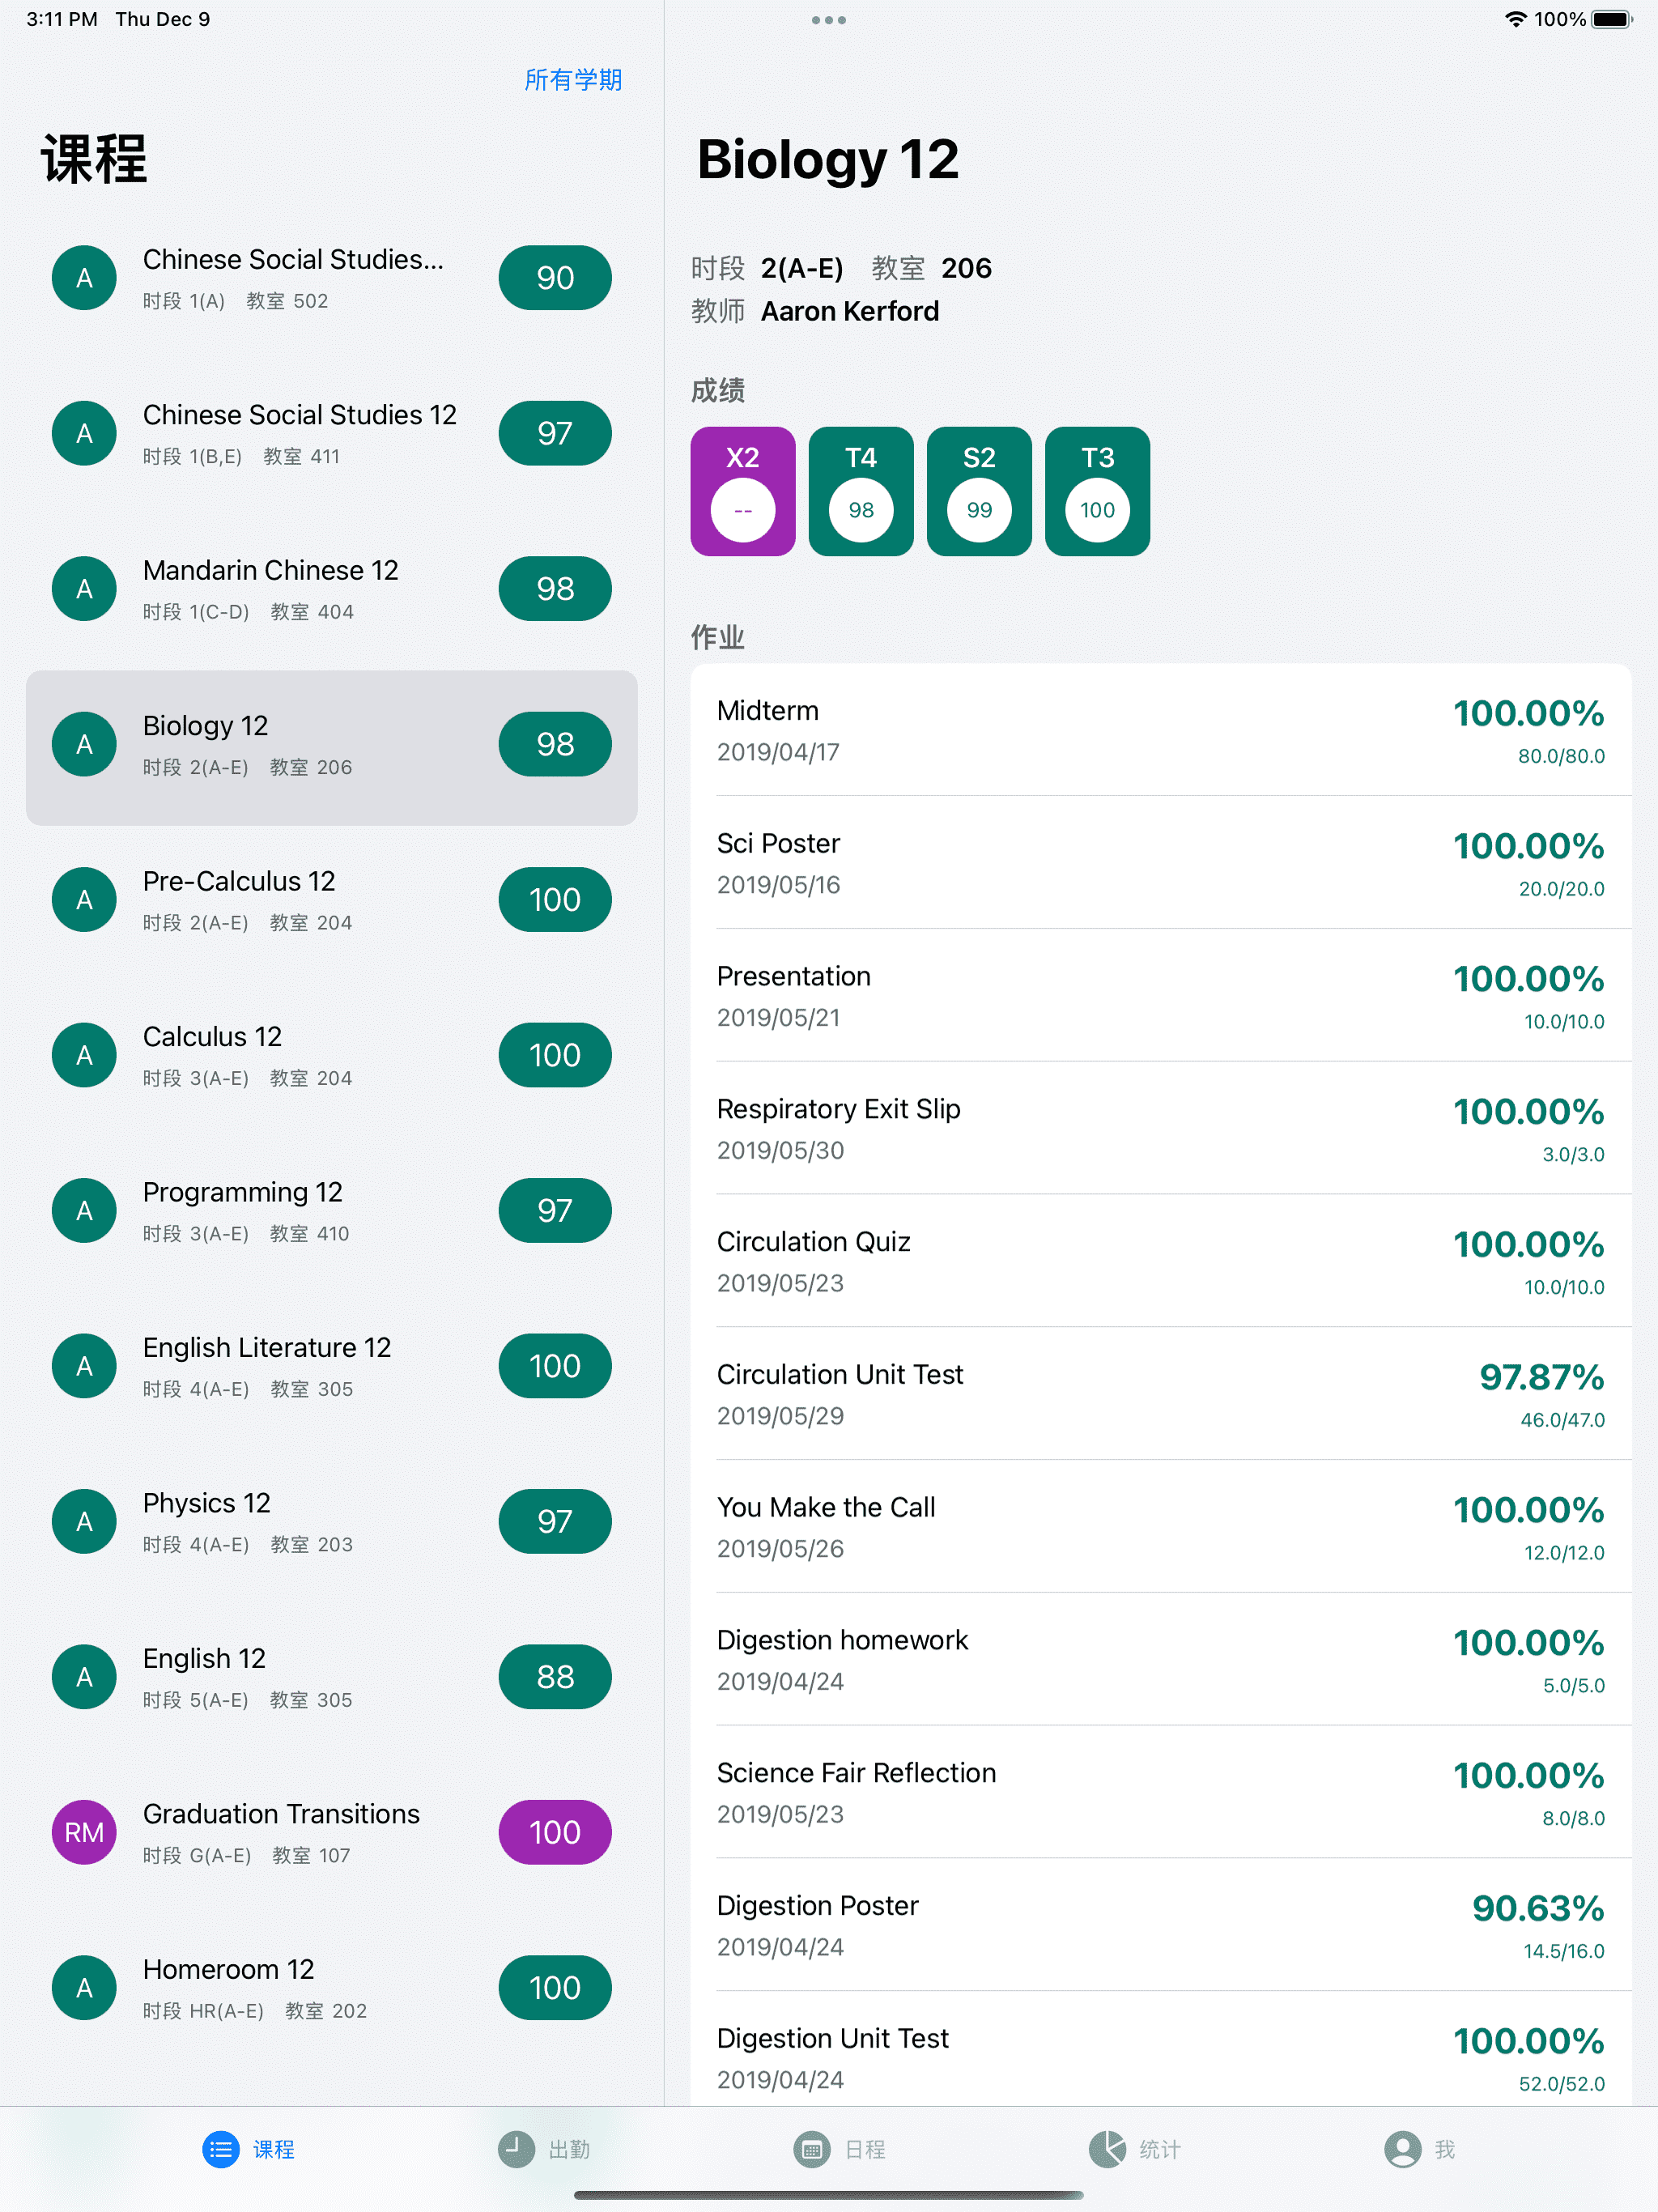 3:11 PM Thu Dec 9
100%
所有学期
课程
A
Chinese Social Studies...
时段 1(A) 教室 502
90
A
Chinese Social Studies 12
时段 1(B,E) 教室 411
97
A
Mandarin Chinese 12
时段 1(C-D) 教室 404
98
A
Biology 12
时段 2(A-E) 教室 206
98
A
Pre-Calculus 12
时段 2(A-E) 教室 204
100
A
Calculus 12
时段 3(A-E) 教室 204
100
A
Programming 12
时段 3(A-E) 教室 410
97
A
English Literature 12
时段 4(A-E) 教室 305
100
A
Physics 12
时段 4(A-E) 教室 203
97
A
English 12
时段 5(A-E) 教室 305
88
RM
Graduation Transitions
时段 G(A-E) 教室 107
100
A
Homeroom 12
时段 HR(A-E) 教室 202
100
Biology 12
时段 2(A-E) 教室 206
教师 Aaron Kerford
成绩
X2 T4 S2 T3
-- 98 99 100
作业
Midterm 100.00%
2019/04/17 80.0/80.0
Sci Poster 100.00%
2019/05/16 20.0/20.0
Presentation 100.00%
2019/05/21 10.0/10.0
Respiratory Exit Slip 100.00%
2019/05/30 3.0/3.0
Circulation Quiz 100.00%
2019/05/23 10.0/10.0
Circulation Unit Test 97.87%
2019/05/29 46.0/47.0
You Make the Call 100.00%
2019/05/26 12.0/12.0
Digestion homework 100.00%
2019/04/24 5.0/5.0
Science Fair Reflection 100.00%
2019/05/23 8.0/8.0
Digestion Poster 90.63%
2019/04/24 14.5/16.0
Digestion Unit Test 100.00%
2019/04/24 52.0/52.0
课程 出勤 日程 统计 我